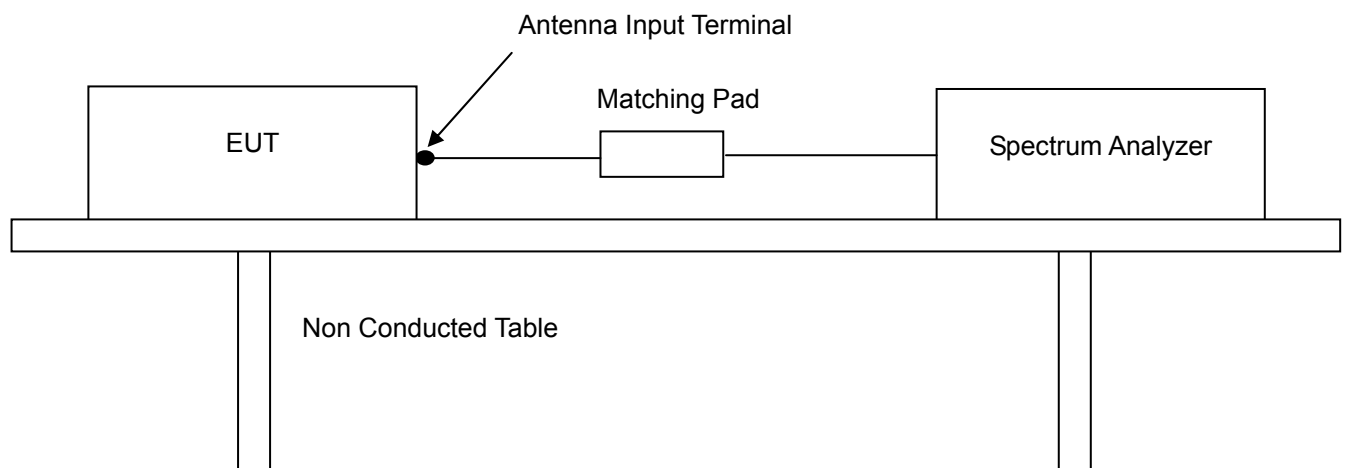 Antenna Input Terminal
Matching Pad
EUT
Spectrum Analyzer
Non Conducted Table